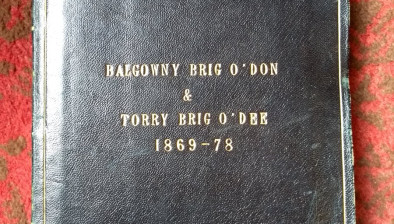 BALGOWNY BRIG O'DON
&
TORRY BRIG O'DEE
1869-78